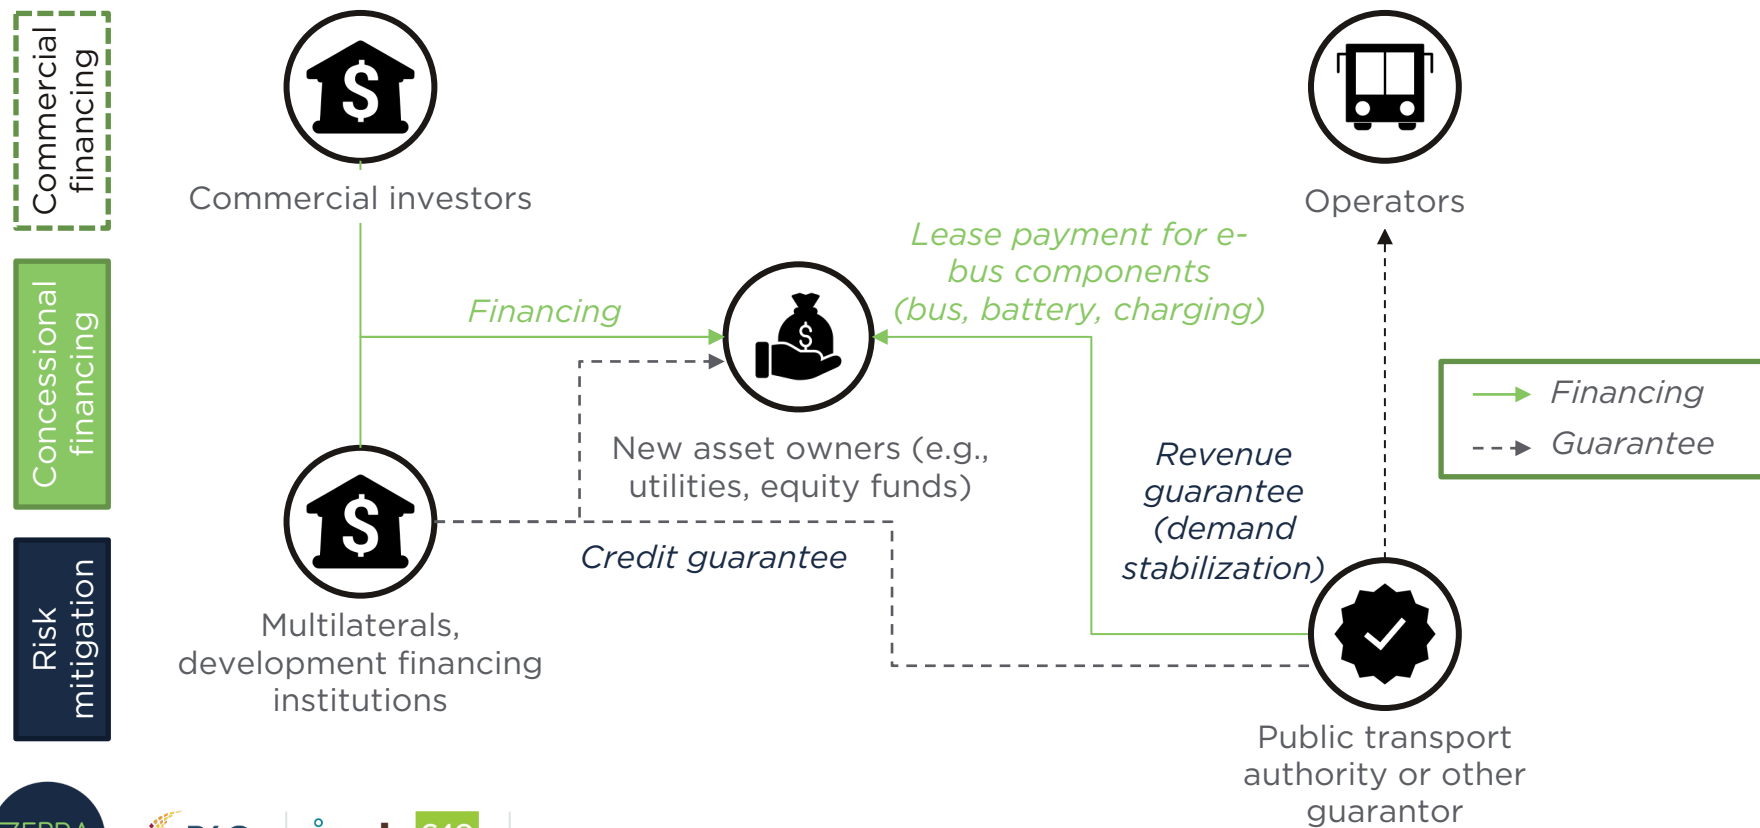 Commercial
financing
Concessional
financing
Risk
mitigation
$
Commercial investors
Operators
Lease payment for e-
bus components
(bus, battery, charging)
Financing
$
New asset owners (e.g.,
utilities, equity funds)
Financing
Guarantee
Revenue
guarantee
(demand
stabilization)
$
Credit guarantee
Multilaterals,
development financing
institutions
Public transport
authority or other
guarantor